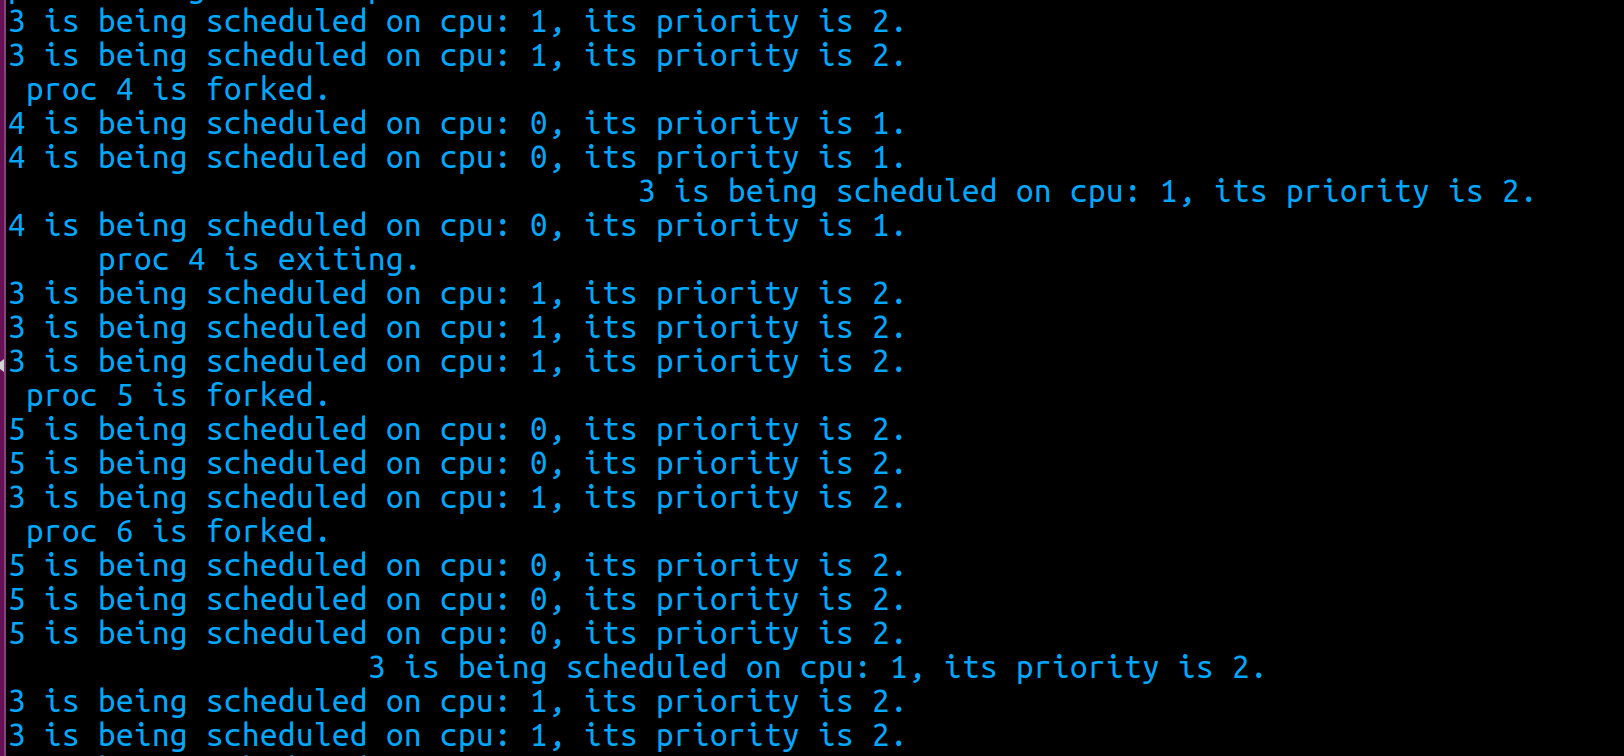 3 is being scheduled on cpu: 1, its priority is 2.
3 is being scheduled on cpu: 1, its priority is 2.
proc 4 is forked.
4 is being scheduled on cpu: 0, its priority is 1.
4 is being scheduled on cpu: 0, its priority is 1.
3 is being scheduled on cpu: 1, its priority is 2.
4 is being scheduled on cpu: 0, its priority is 1.
proc 4 is exiting.
3 is being scheduled on cpu: 1, its priority is 2.
3 is being scheduled on cpu: 1, its priority is 2.
3 is being scheduled on cpu: 1, its priority is 2.
proc 5 is forked.
5 is being scheduled on cpu: 0, its priority is 2.
5 is being scheduled on cpu: 0, its priority is 2.
3 is being scheduled on cpu: 1, its priority is 2.
proc 6 is forked.
5 is being scheduled on cpu: 0, its priority is 2.
5 is being scheduled on cpu: 0, its priority is 2.
5 is being scheduled on cpu: 0, its priority is 2.
3 is being scheduled on cpu: 1, its priority is 2.
3 is being scheduled on cpu: 1, its priority is 2.
3 is being scheduled on cpu: 1, its priority is 2.